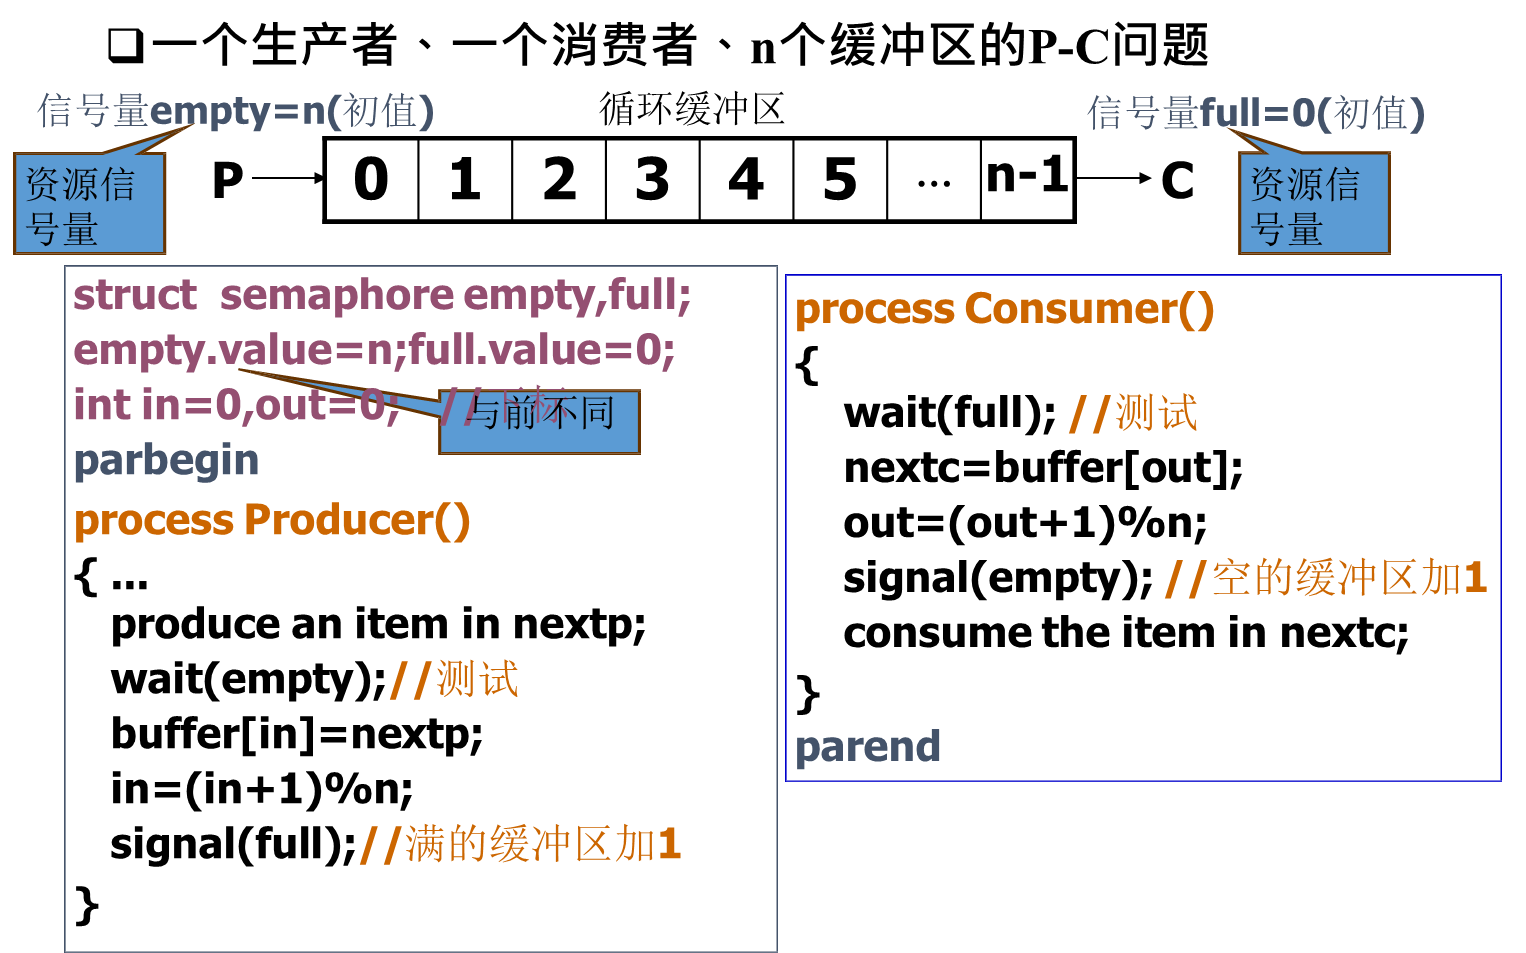 ❑一个生产者、一个消费者、n个缓冲区的P-C问题
信号量empty=n(初值)
循环缓冲区
信号量full=0(初值)
资源信
号量
P
0 1 2 3 4 5 … n-1
C
资源信
号量
struct semaphore empty,full;
empty.value=n;full.value=0;
int in=0,out=0; //下标
与前不同
parbegin
process Producer()
{ …
produce an item in nextp;
wait(empty);//测试
buffer[in]=nextp;
in=(in+1)%n;
signal(full);//满的缓冲区加1
}
process Consumer()
{
wait(full); //测试
nextc=buffer[out];
out=(out+1)%n;
signal(empty); //空的缓冲区加1
consume the item in nextc;
}
parend